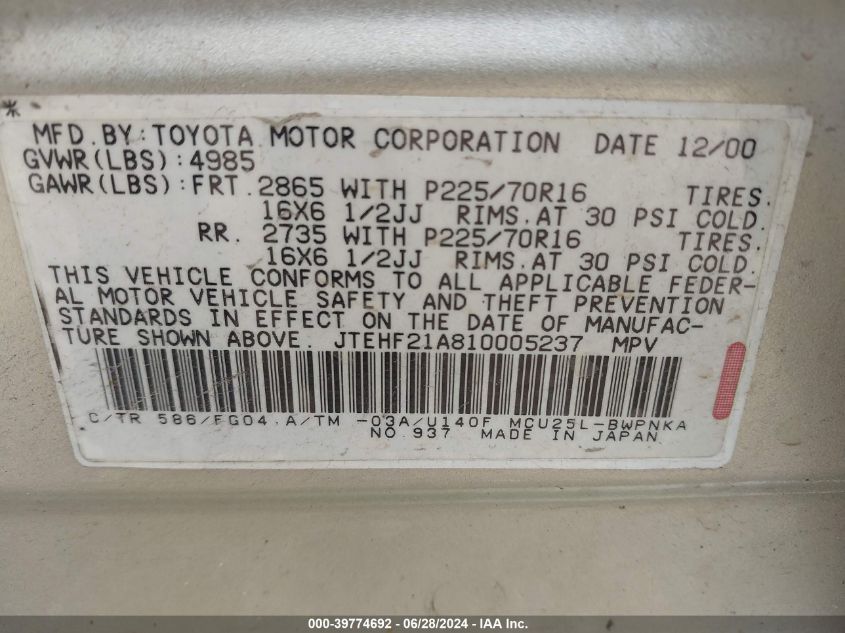 *
MFD.BY:TOYOTA MOTOR CORPORATION DATE 12/00
GVWR(LBS):4985
GAWR(LBS):FRT.2865 WITH P225/70R16 TIRES.
16X6 1/2JJ RIMS.AT 30 PSI COLD.
RR. 2735 WITH P225/70R16 TIRES.
16X6 1/2JJ RIMS.AT 30 PSI COLD.
THIS VEHICLE CONFORMS TO ALL APPLICABLE FEDER-
AL MOTOR VEHICLE SAFETY AND THEFT PREVENTION
STANDARDS IN EFFECT ON THE DATE OF MANUFAC-
TURE SHOWN ABOVE. JTEHF21A810005237 MPV
C/TR 586/FG04.A/TM -03A/U140F MCU25L-BWPNKA
NO.937 MADE IN JAPAN
000-39774692 - 06/28/2024 - IAA Inc.